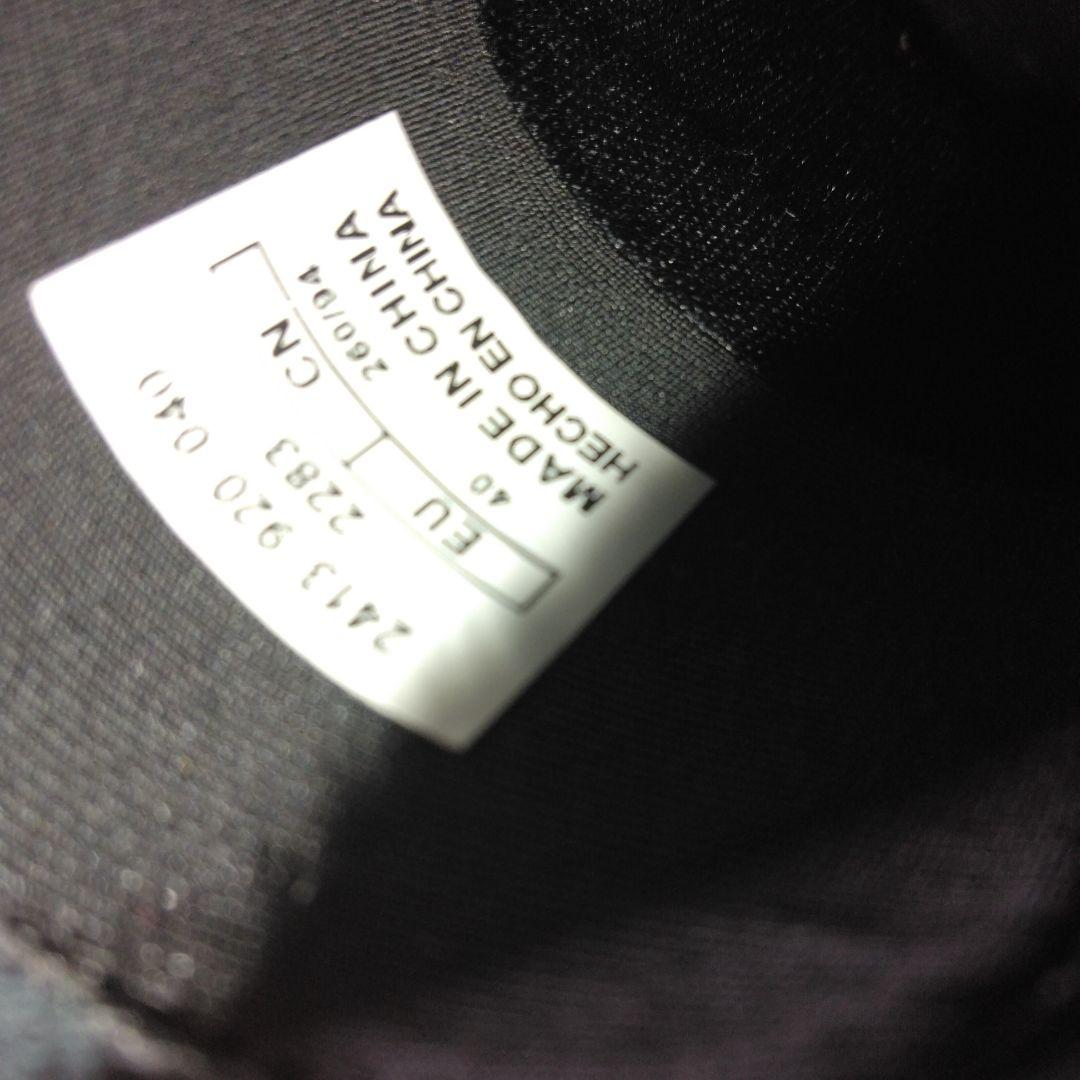 2413 920 040
2283
EU CN
40 260/94
MADE IN CHINA
HECHO EN CHINA